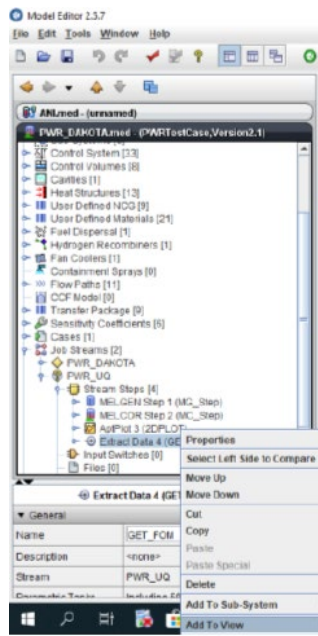 Model Editor 2.3.7
File Edit Tools Window Help
ANL.med - (unnamed)
PWR_DAKOTA.med - (PWRTestCase,Version2.1)
Control System [33]
Control Volumes [8]
Cavities [1]
Heat Structures [13]
User Defined NCG [9]
User Defined Materials [21]
Fuel Dispersal [1]
Hydrogen Recombiners [1]
Fan Coolers [1]
Containment Sprays [0]
Flow Paths [11]
CCF Model [0]
Transfer Package [9]
Sensitivity Coefficients [5]
Cases [1]
Job Streams [2]
PWR_DAKOTA
PWR_UQ
Stream Steps [4]
MELGEN Step 1 (MG_Step)
MELCOR Step 2 (MC_Step)
AptPlot 3 (2DPLOT)
Extract Data 4 (GE
Input Switches [0]
Files [0]
Properties
Select Left Side to Compare
Move Up
Move Down
Cut
Copy
Paste
Paste Special
Delete
Add To Sub-System
Add To View
Extract Data 4 (GET
General
Name GET_FOM
Description <none>
Stream PWR_UQ